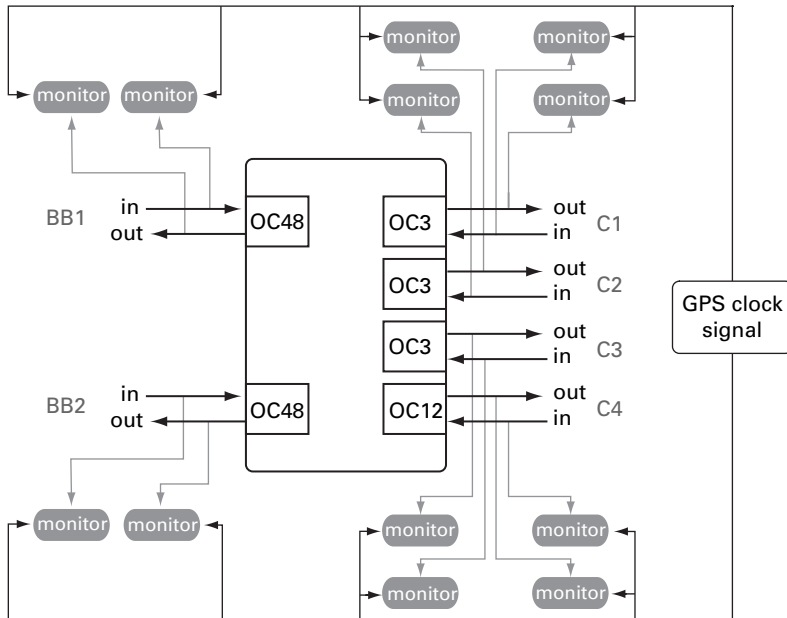 monitor
monitor
monitor
monitor
monitor
monitor
BB1
in
out
OC48
OC3
out
in
C1
OC3
out
in
C2
GPS clock
signal
OC3
out
in
C3
BB2
in
out
OC48
OC12
out
in
C4
monitor
monitor
monitor
monitor
monitor
monitor